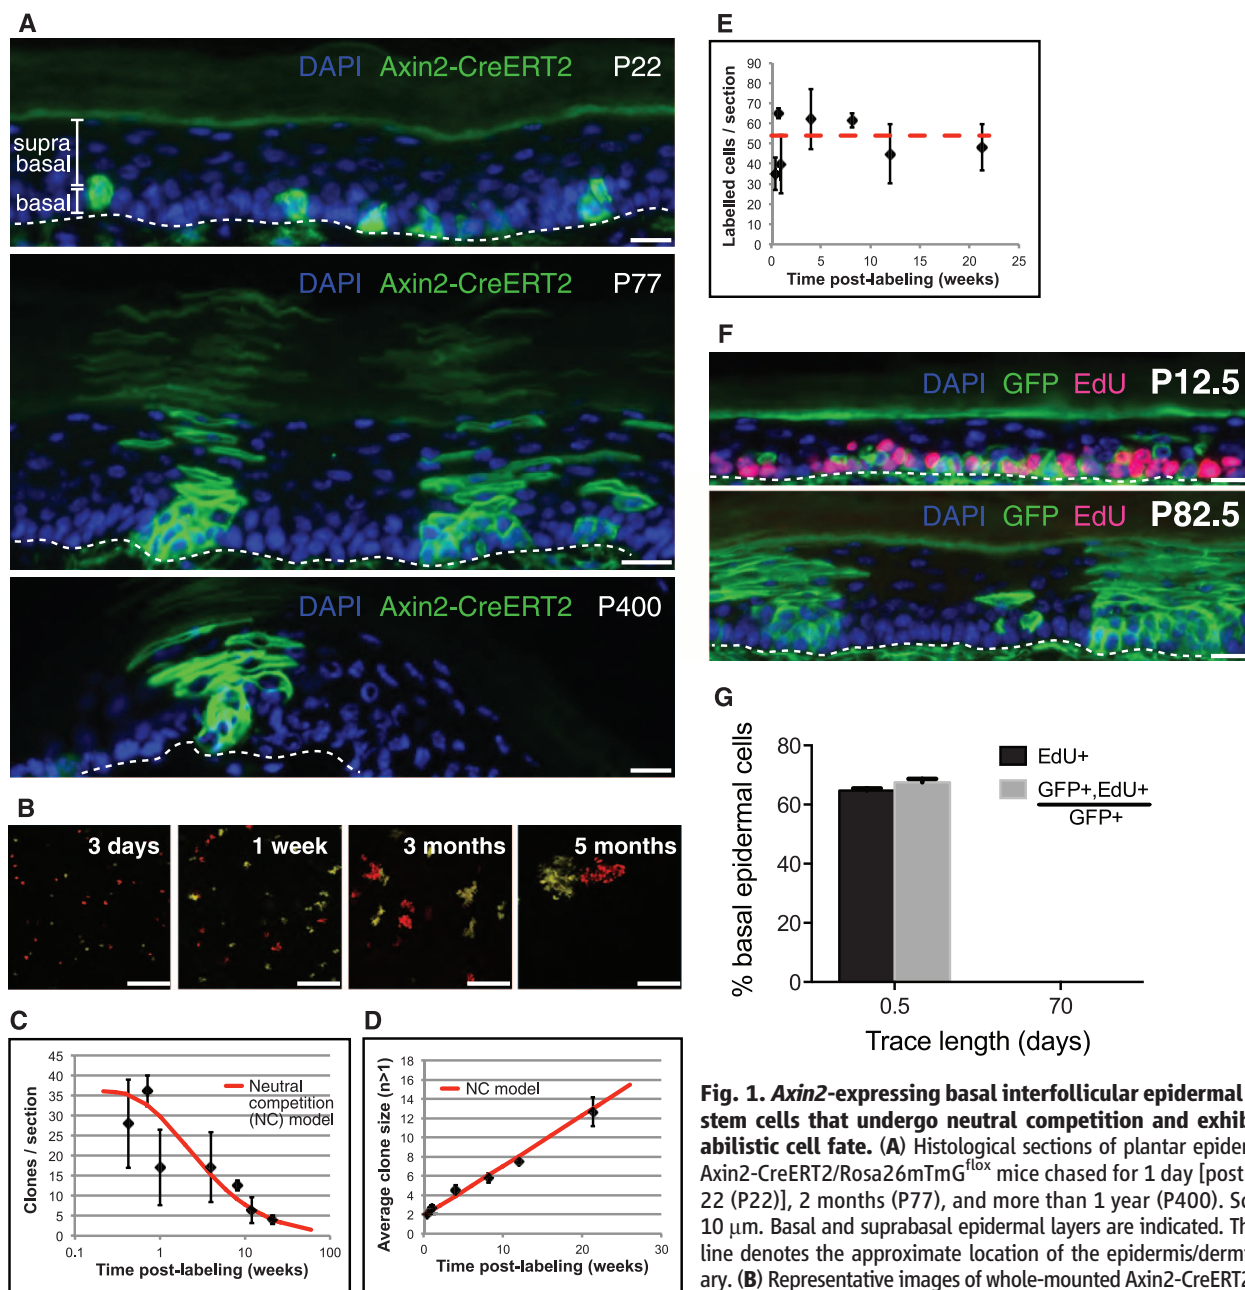 A
DAPI Axin2-CreERT2 P22
supra
basal
basal
DAPI Axin2-CreERT2 P77
DAPI Axin2-CreERT2 P400
B
3 days
1 week
3 months
5 months
C
Clones / section
45
40
35
30
25
20
15
10
5
0
0.1
1
10
100
Neutral
competition
(NC) model
Time post-labeling (weeks)
D
Average clone size (n>1)
18
16
14
12
10
8
6
4
2
0
0
10
20
30
NC model
Time post-labeling (weeks)
E
Labelled cells / section
90
80
70
60
50
40
30
20
10
0
0
5
10
15
20
25
Time post-labeling (weeks)
F
DAPI GFP EdU P12.5
DAPI GFP EdU P82.5
G
% basal epidermal cells
80
60
40
20
0
EdU+
GFP+,EdU+
GFP+
0.5
70
Trace length (days)
Fig. 1. Axin2-expressing basal interfollicular epidermal
stem cells that undergo neutral competition and exhib
abilistic cell fate. (A) Histological sections of plantar epider
Axin2-CreERT2/Rosa26mTmGflox mice chased for 1 day [post
22 (P22)], 2 months (P77), and more than 1 year (P400). Sc
10 μm. Basal and suprabasal epidermal layers are indicated. Th
line denotes the approximate location of the epidermis/derm
ary. (B) Representative images of whole-mounted Axin2-CreERT2